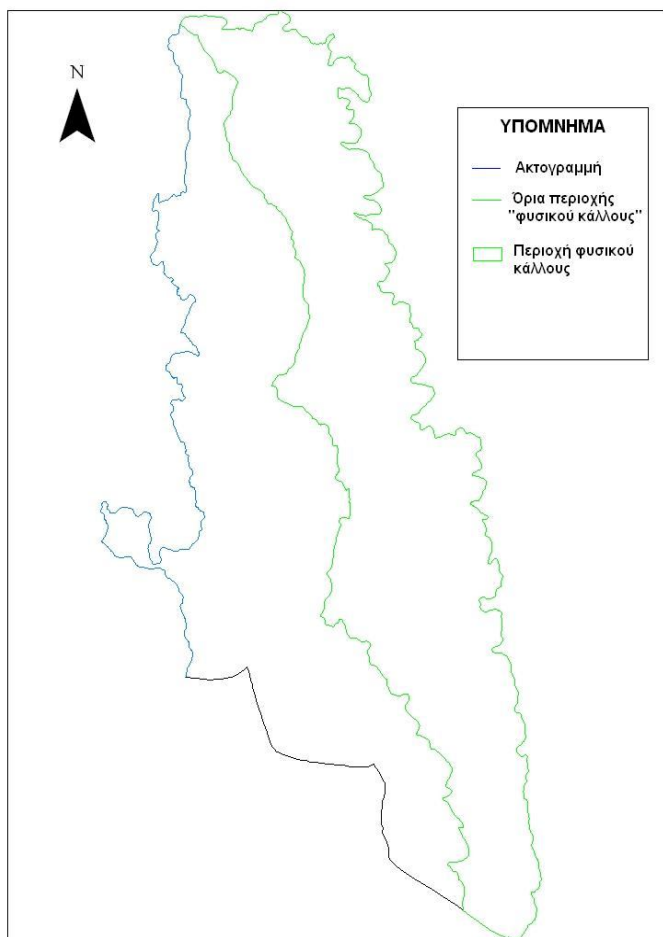 N
ΥΠΟΜΝΗΜΑ
Ακτογραμμή
Όρια περιοχής
"φυσικού κάλλους"
Περιοχή φυσικού
κάλλους